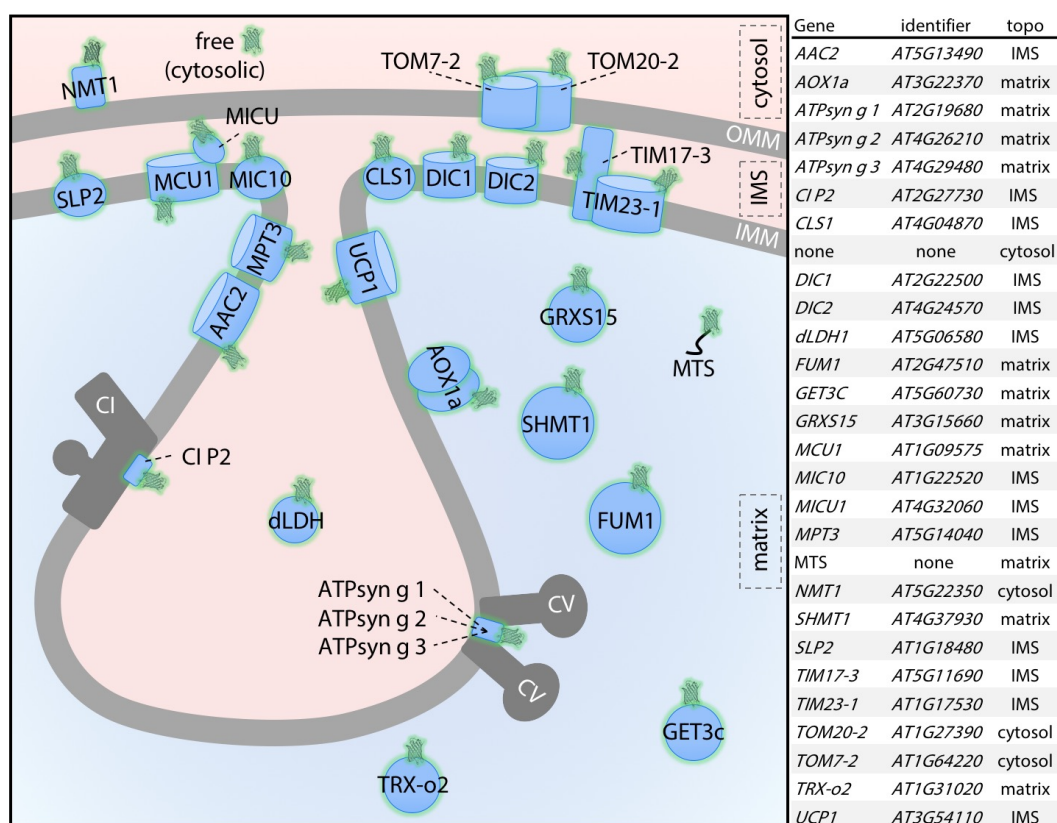 free
(cytosolic)
NMT1
TOM7-2
TOM20-2
cytosol
MICU
OMM
SLP2
MCU1
MIC10
CLS1
DIC1
DIC2
TIM17-3
TIM23-1
IMS
IMM
MPT3
UCP1
AAC2
GRXS15
MTS
AOX1a
SHMT1
CI
CI P2
dLDH
FUM1
matrix
ATPsyn g 1
ATPsyn g 2
ATPsyn g 3
CV
CV
GET3c
TRX-o2
Gene identifier topo
AAC2 AT5G13490 IMS
AOX1a AT3G22370 matrix
ATPsyn g 1 AT2G19680 matrix
ATPsyn g 2 AT4G26210 matrix
ATPsyn g 3 AT4G29480 matrix
CI P2 AT2G27730 IMS
CLS1 AT4G04870 IMS
none none cytosol
DIC1 AT2G22500 IMS
DIC2 AT4G24570 IMS
dLDH1 AT5G06580 IMS
FUM1 AT2G47510 matrix
GET3C AT5G60730 matrix
GRXS15 AT3G15660 matrix
MCU1 AT1G09575 matrix
MIC10 AT1G22520 IMS
MICU1 AT4G32060 IMS
MPT3 AT5G14040 IMS
MTS none matrix
NMT1 AT5G22350 cytosol
SHMT1 AT4G37930 matrix
SLP2 AT1G18480 IMS
TIM17-3 AT5G11690 IMS
TIM23-1 AT1G17530 IMS
TOM20-2 AT1G27390 cytosol
TOM7-2 AT1G64220 cytosol
TRX-o2 AT1G31020 matrix
UCP1 AT3G54110 IMS